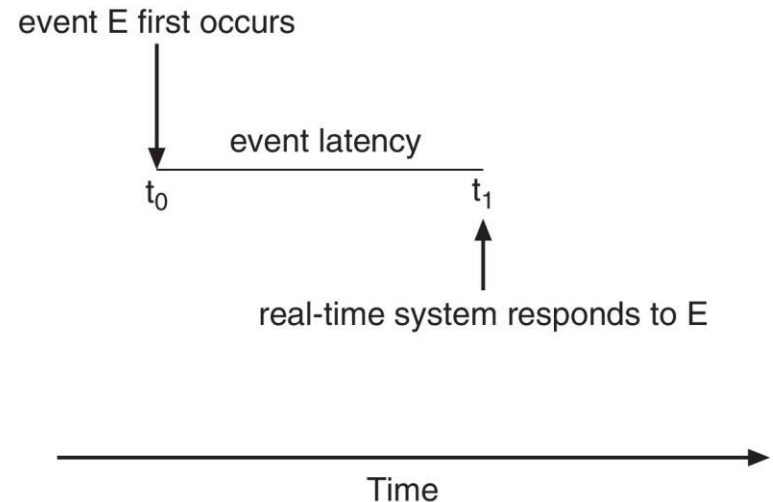 event E first occurs
event latency
t₀
t₁
real-time system responds to E
Time